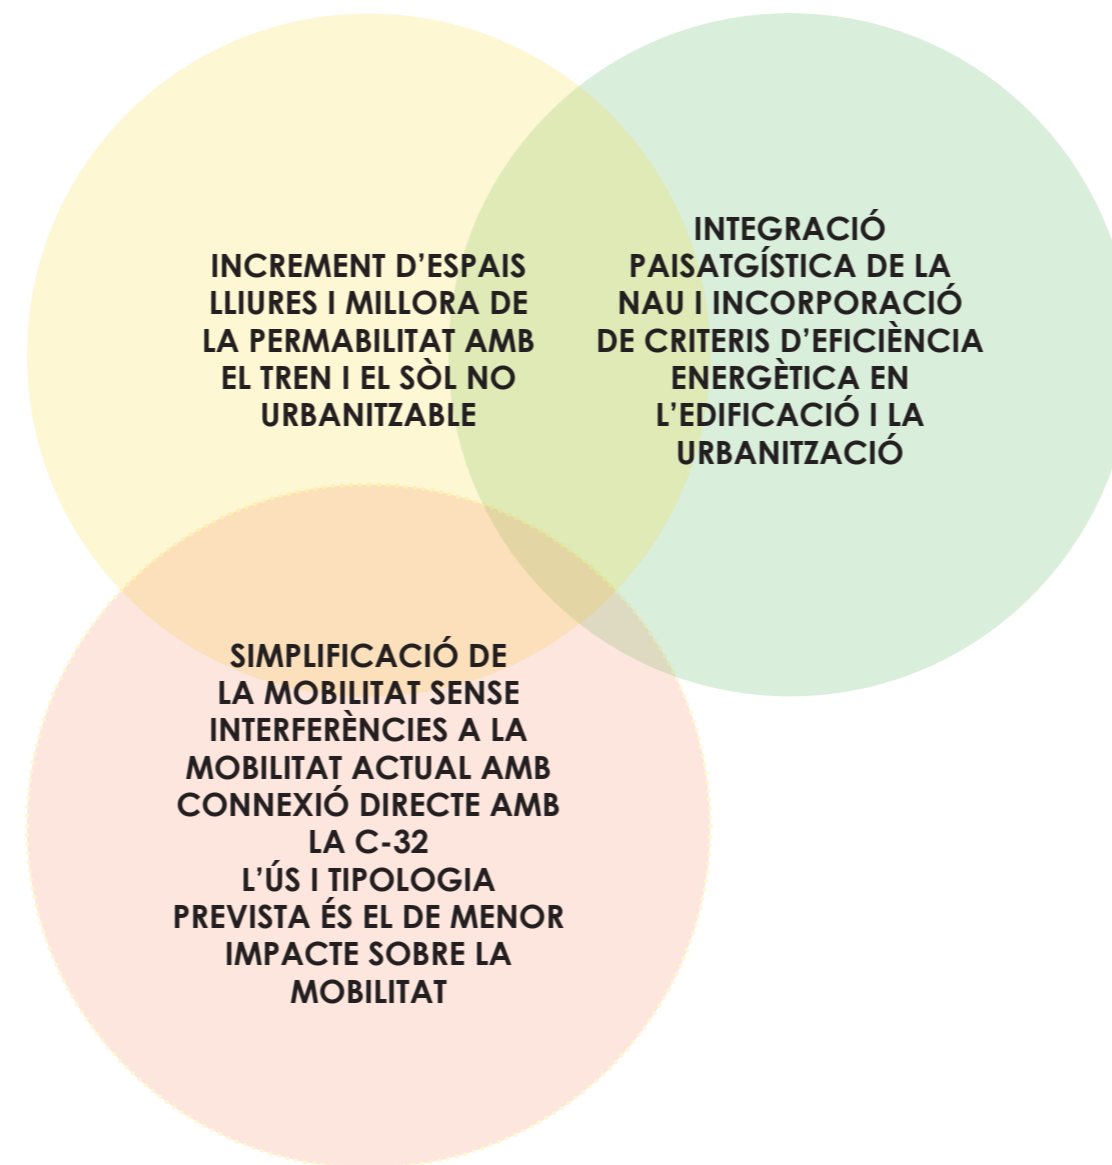 INCREMENT D’ESPAIS
LLIURES I MILLORA DE
LA PERMABILITAT AMB
EL TREN I EL SÒL NO
URBANITZABLE
INTEGRACIÓ
PAISATGÍSTICA DE LA
NAU I INCORPORACIÓ
DE CRITERIS D’EFICIÈNCIA
ENERGÈTICA EN
L’EDIFICACIÓ I LA
URBANITZACIÓ
SIMPLIFICACIÓ DE
LA MOBILITAT SENSE
INTERFERÈNCIES A LA
MOBILITAT ACTUAL AMB
CONNEXIÓ DIRECTE AMB
LA C-32
L’ÚS I TIPOLOGIA
PREVISTA ÉS EL DE MENOR
IMPACTE SOBRE LA
MOBILITAT